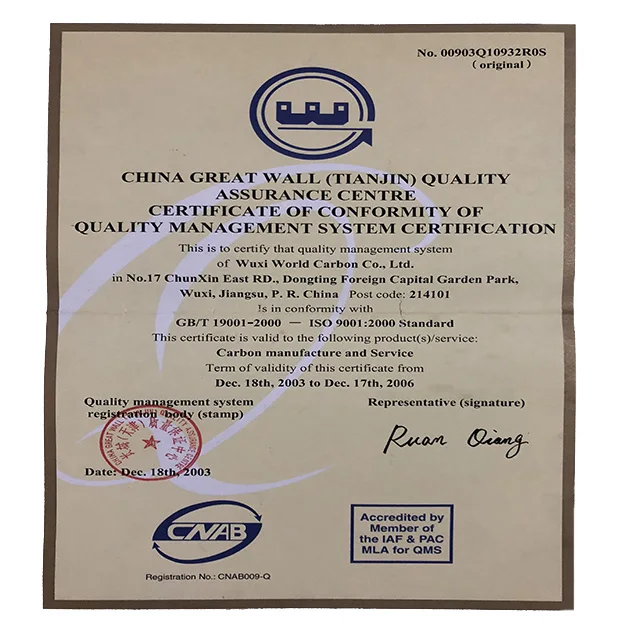 No. 00903Q10932R0S
( original )
CHINA GREAT WALL (TIANJIN) QUALITY
ASSURANCE CENTRE
CERTIFICATE OF CONFORMITY OF
QUALITY MANAGEMENT SYSTEM CERTIFICATION
This is to certify that quality management system
of Wuxi World Carbon Co., Ltd.
in No.17 ChunXin East RD., Dongting Foreign Capital Garden Park,
Wuxi, Jiangsu, P. R. China Post code: 214101
Is in conformity with
GB/T 19001-2000 — ISO 9001:2000 Standard
This certificate is valid to the following product(s)/service:
Carbon manufacture and Service
Term of validity of this certificate from
Dec. 18th, 2003 to Dec. 17th, 2006
Quality management system
registration body (stamp)
Representative (signature)
Ruan Qiang
Date: Dec. 18th, 2003
CNAB
Registration No.: CNAB009-Q
Accredited by
Member of
the IAF & PAC
MLA for QMS